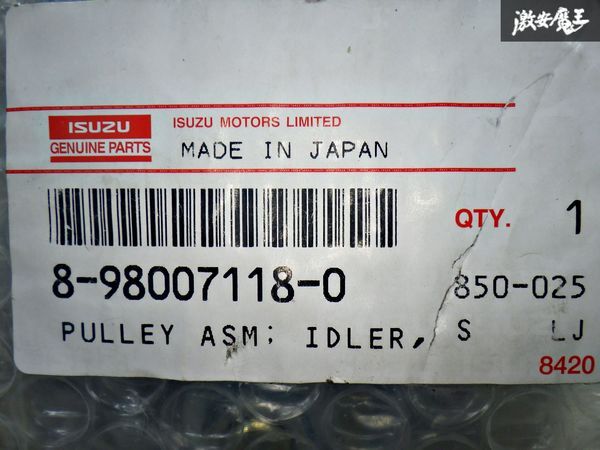 激安魔王
ISUZU
GENUINE PARTS
ISUZU MOTORS LIMITED
MADE IN JAPAN
QTY. 1
8-98007118-0 850-025
PULLEY ASM; IDLER, S LJ
8420